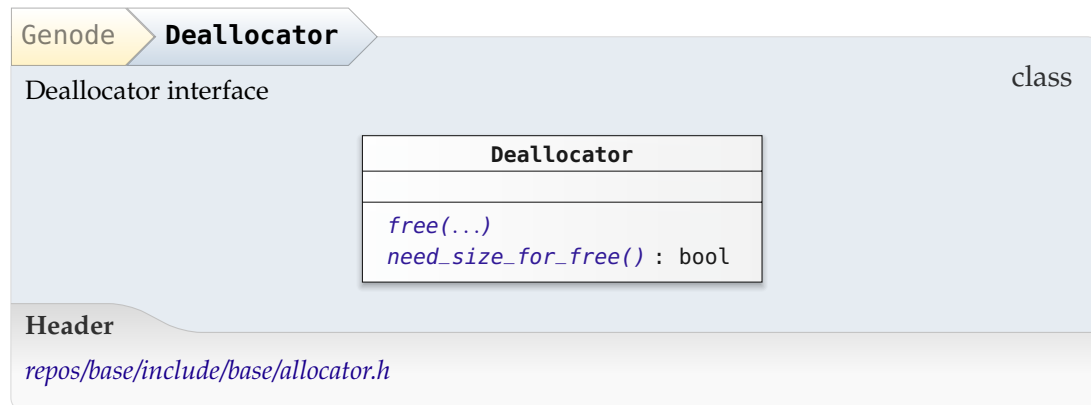 Genode Deallocator
class
Deallocator interface
Deallocator
free(...)
need_size_for_free() : bool
Header
repos/base/include/base/allocator.h